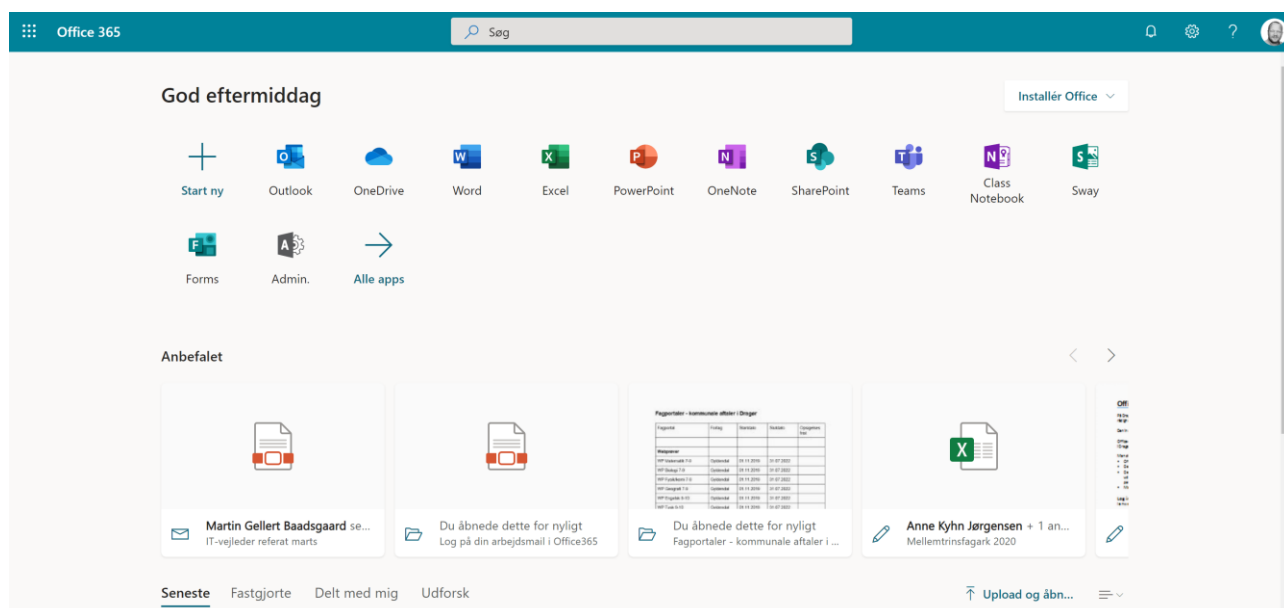 Office 365
Søg
God eftermiddag
Installér Office
Start ny
Outlook
OneDrive
Word
Excel
PowerPoint
OneNote
SharePoint
Teams
Class
Notebook
Sway
Forms
Admin.
Alle apps
Anbefalet
Fagportaler - kommunale aftaler i Dragør
Martin Gellert Baadsgaard se...
IT-vejleder referat marts
Du åbnede dette for nyligt
Log på din arbejdsmail i Office365
Du åbnede dette for nyligt
Fagportaler - kommunale aftaler i ...
Anne Kyhn Jørgensen + 1 an...
Mellemtrinsfagark 2020
Seneste
Fastgjorte
Delt med mig
Udforsk
Upload og åbn...